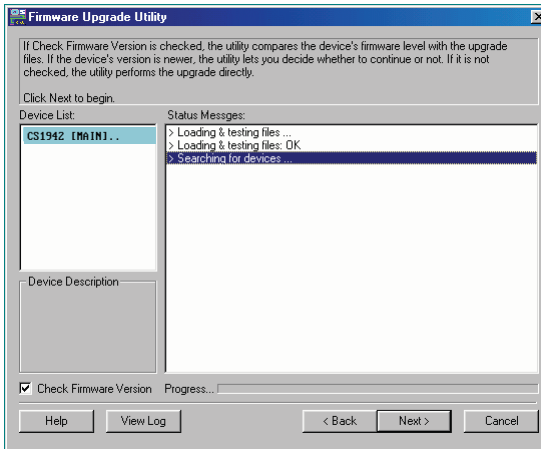 Firmware Upgrade Utility
If Check Firmware Version is checked, the utility compares the device's firmware level with the upgrade
files. If the device's version is newer, the utility lets you decide whether to continue or not. If it is not
checked, the utility performs the upgrade directly.
Click Next to begin.
Device List:
Status Messges:
CS1942 [MAIN]..
> Loading & testing files ...
> Loading & testing files: OK
> Searching for devices ...
Device Description
Check Firmware Version
Progress...
Help
View Log
< Back
Next >
Cancel